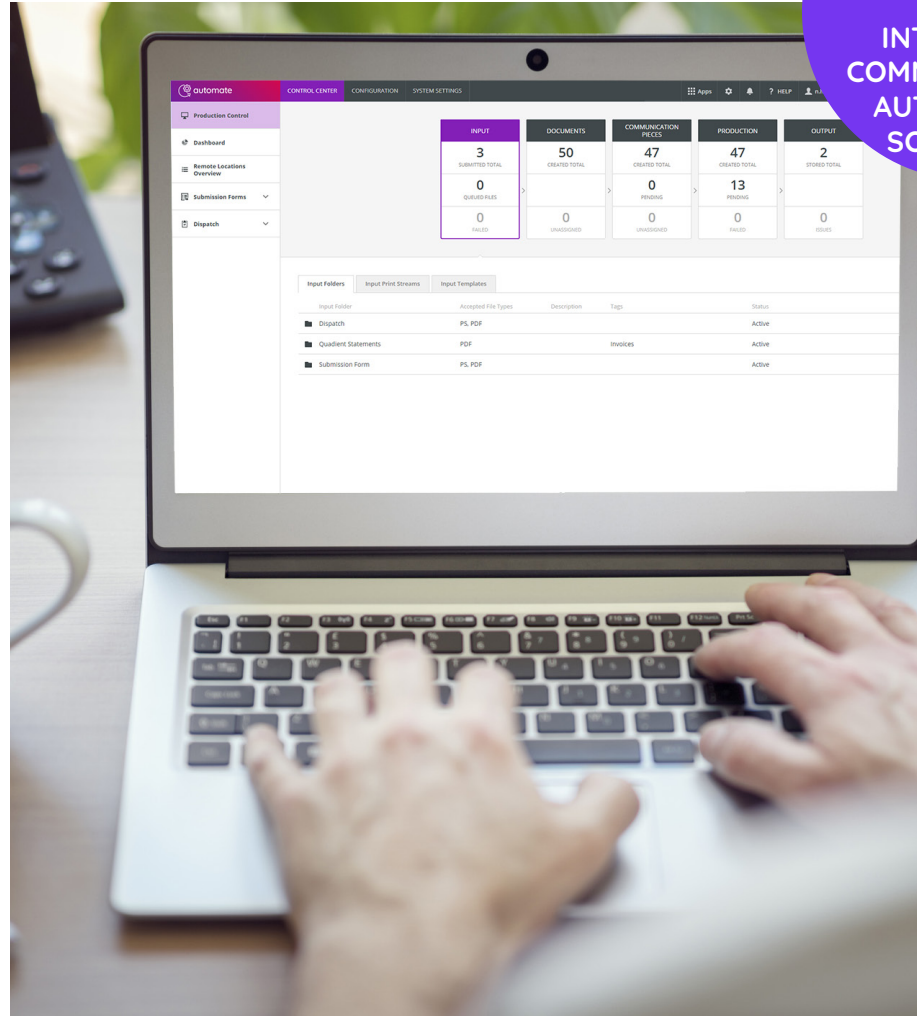 INT
COMM
AUT
SO
automate
CONTROL CENTER CONFIGURATION SYSTEM SETTINGS Apps ? HELP
Production Control
Dashboard
Remote Locations
Overview
Submission Forms
Dispatch
INPUT
3
SUBMITTED TOTAL
0
QUEUED FILES
0
FAILED
DOCUMENTS
50
CREATED TOTAL
0
UNASSIGNED
COMMUNICATION
PIECES
47
CREATED TOTAL
0
PENDING
0
UNASSIGNED
PRODUCTION
47
CREATED TOTAL
13
PENDING
0
FAILED
OUTPUT
2
STORED TOTAL
0
ISSUES
Input Folders Input Print Streams Input Templates
Input Folder Accepted File Types Description Tags Status
Dispatch PS, PDF Active
Quadient Statements PDF Invoices Active
Submission Form PS, PDF Active